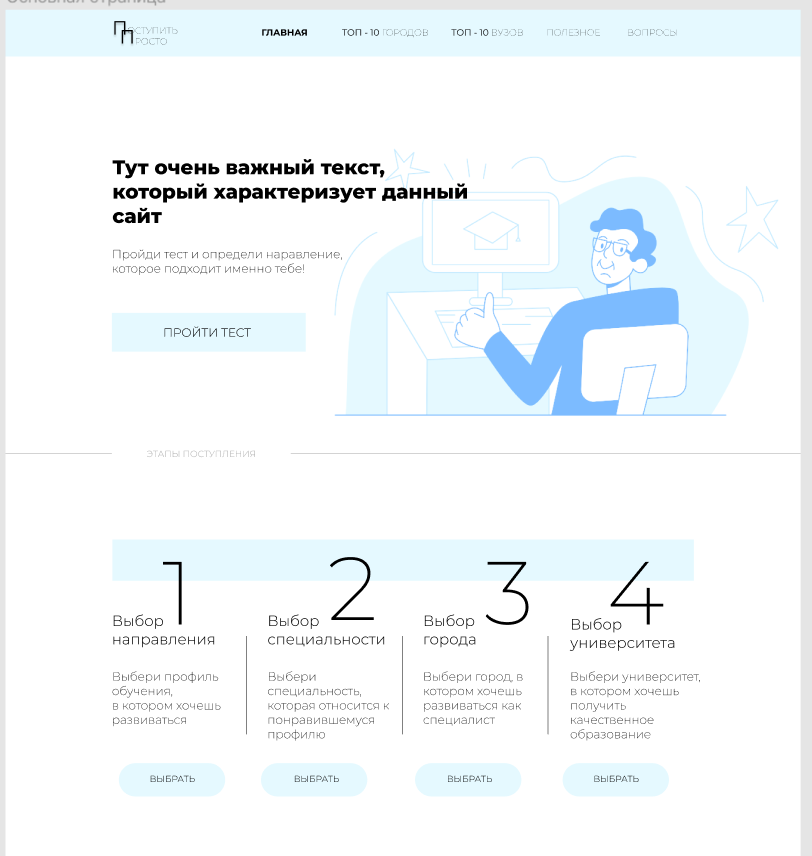 Основная страница
ПОСТУПИТЬ
ПРОСТО
ГЛАВНАЯ
ТОП - 10 ГОРОДОВ
ТОП - 10 ВУЗОВ
ПОЛЕЗНОЕ
ВОПРОСЫ
Тут очень важный текст,
который характеризует данный
сайт
Пройди тест и определи наравление,
которое подходит именно тебе!
ПРОЙТИ ТЕСТ
ЭТАПЫ ПОСТУПЛЕНИЯ
1
Выбор
направления
Выбери профиль
обучения,
в котором хочешь
развиваться
ВЫБРАТЬ
2
Выбор
специальности
Выбери
специальность,
которая относится к
понравившемуся
профилю
ВЫБРАТЬ
3
Выбор
города
Выбери город, в
котором хочешь
развиваться как
специалист
ВЫБРАТЬ
4
Выбор
университета
Выбери университет,
в котором хочешь
получить
качественное
образование
ВЫБРАТЬ